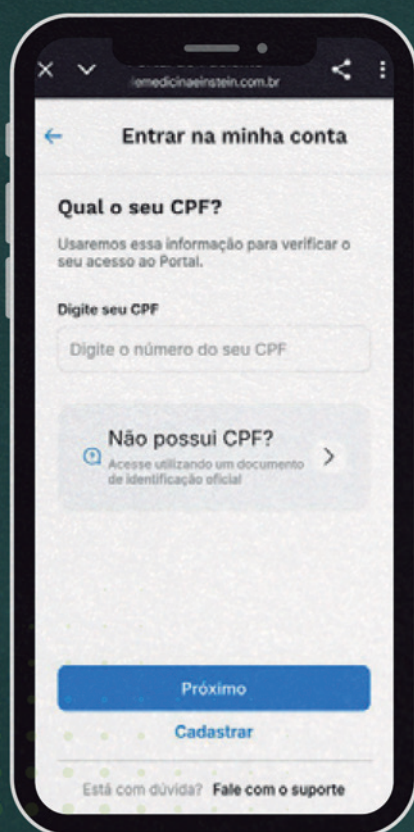 emedicinaeinstein.com.br
Entrar na minha conta
Qual o seu CPF?
Usaremos essa informação para verificar o
seu acesso ao Portal.
Digite seu CPF
Digite o número do seu CPF
Não possui CPF?
Acesse utilizando um documento
de identificação oficial
Próximo
Cadastrar
Está com dúvida? Fale com o suporte